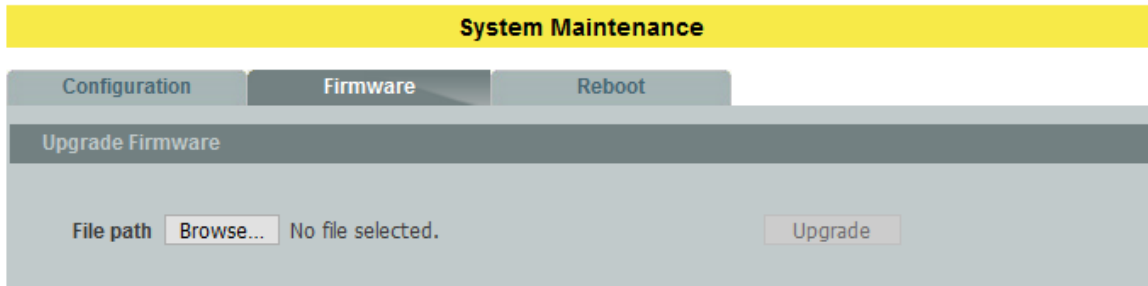 System Maintenance
Configuration Firmware Reboot
Upgrade Firmware
File path Browse... No file selected. Upgrade